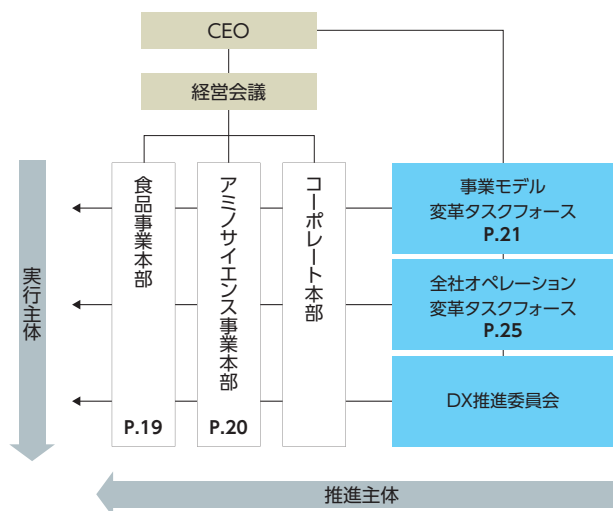 CEO
経営会議
食品事業本部
P.19
アミノサイエンス事業本部
P.20
コーポレート本部
事業モデル
変革タスクフォース
P.21
全社オペレーション
変革タスクフォース
P.25
DX推進委員会
実行主体
推進主体